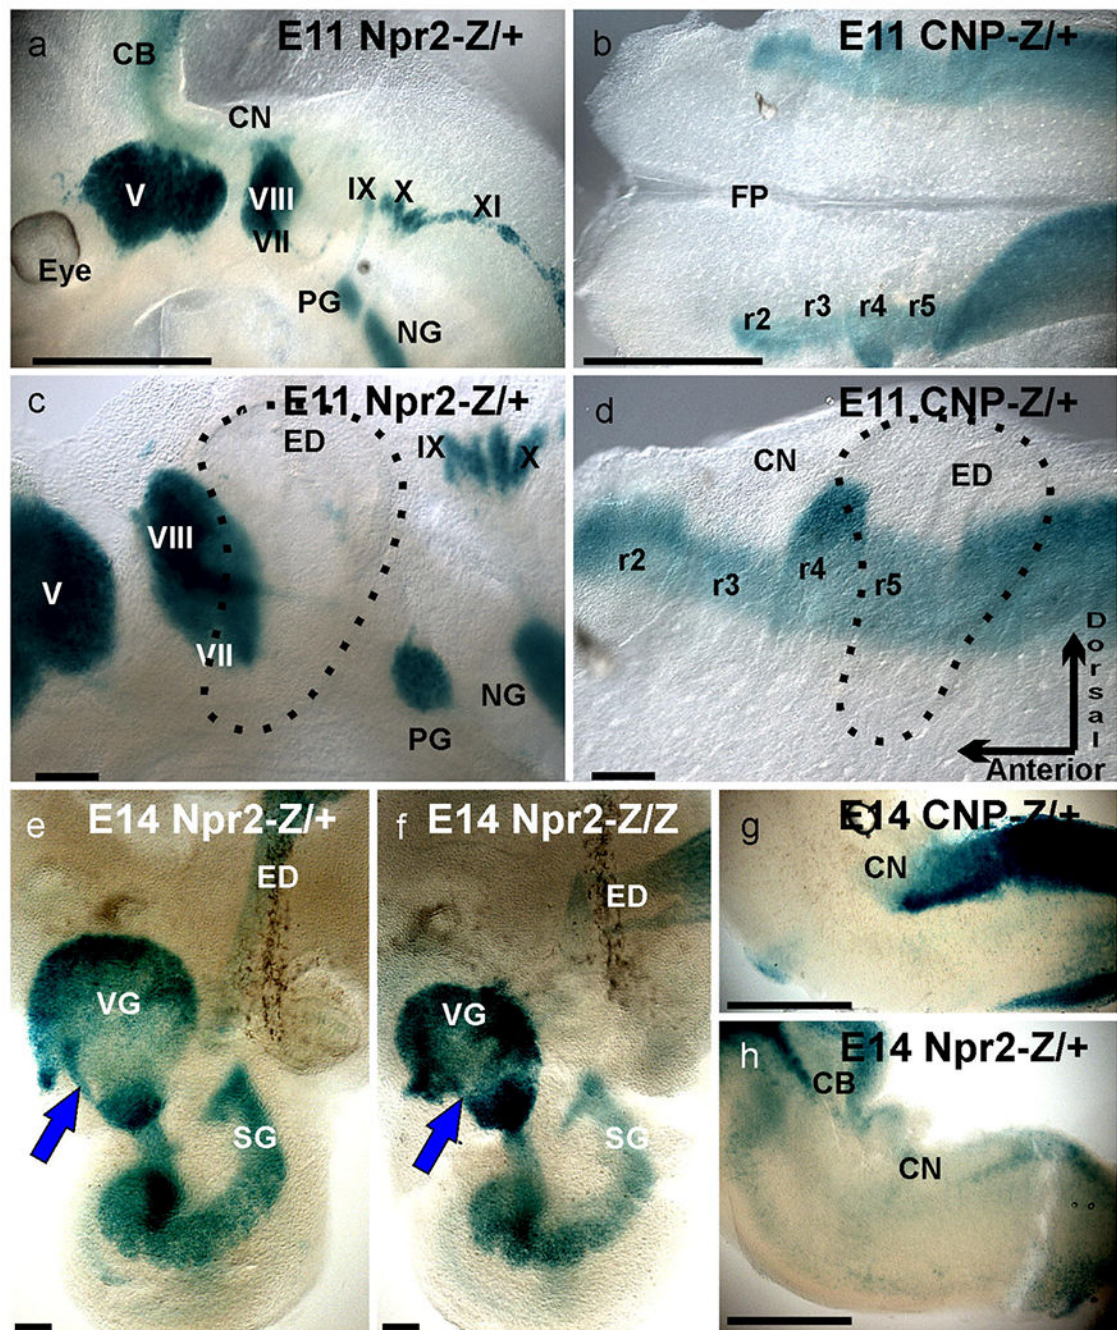 a E11 Npr2-Z/+
CB
CN
V
VIII
VII
IX
X
XI
Eye
PG
NG
b E11 CNP-Z/+
FP
r2
r3
r4
r5
c E11 Npr2-Z/+
ED
IX
X
VIII
V
VII
NG
PG
d E11 CNP-Z/+
CN
ED
r2
r3
r4
r5
Dorsal
Anterior
e E14 Npr2-Z/+
ED
VG
SG
f E14 Npr2-Z/Z
ED
VG
SG
g E14 CNP-Z/+
CN
h E14 Npr2-Z/+
CB
CN